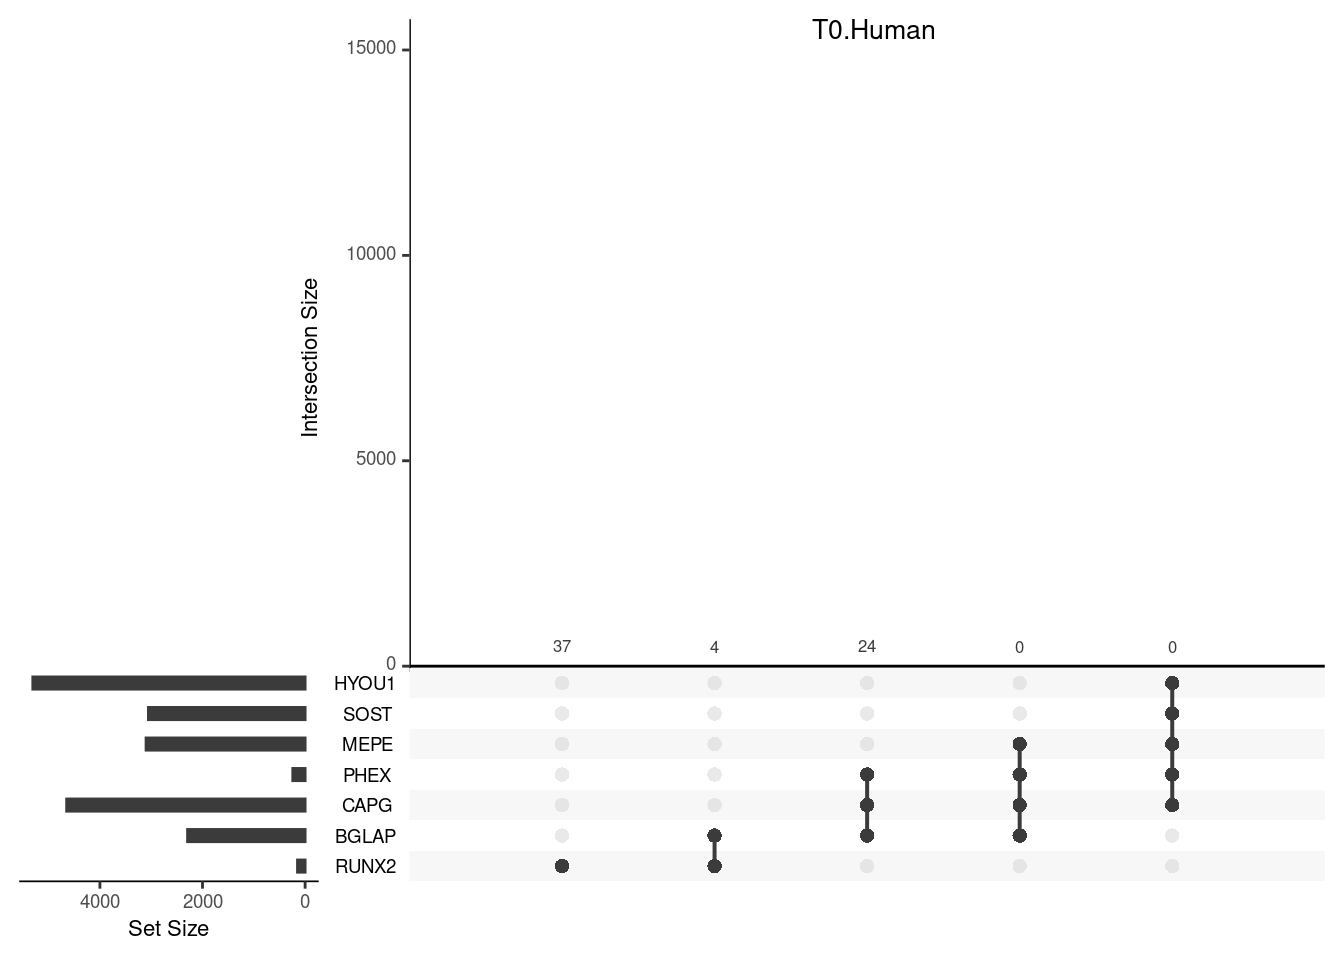 T0.Human
15000
10000
5000
0
Intersection Size
37 4 24 0 0
HYOU1
SOST
MEPE
PHEX
CAPG
BGLAP
RUNX2
4000 2000 0
Set Size